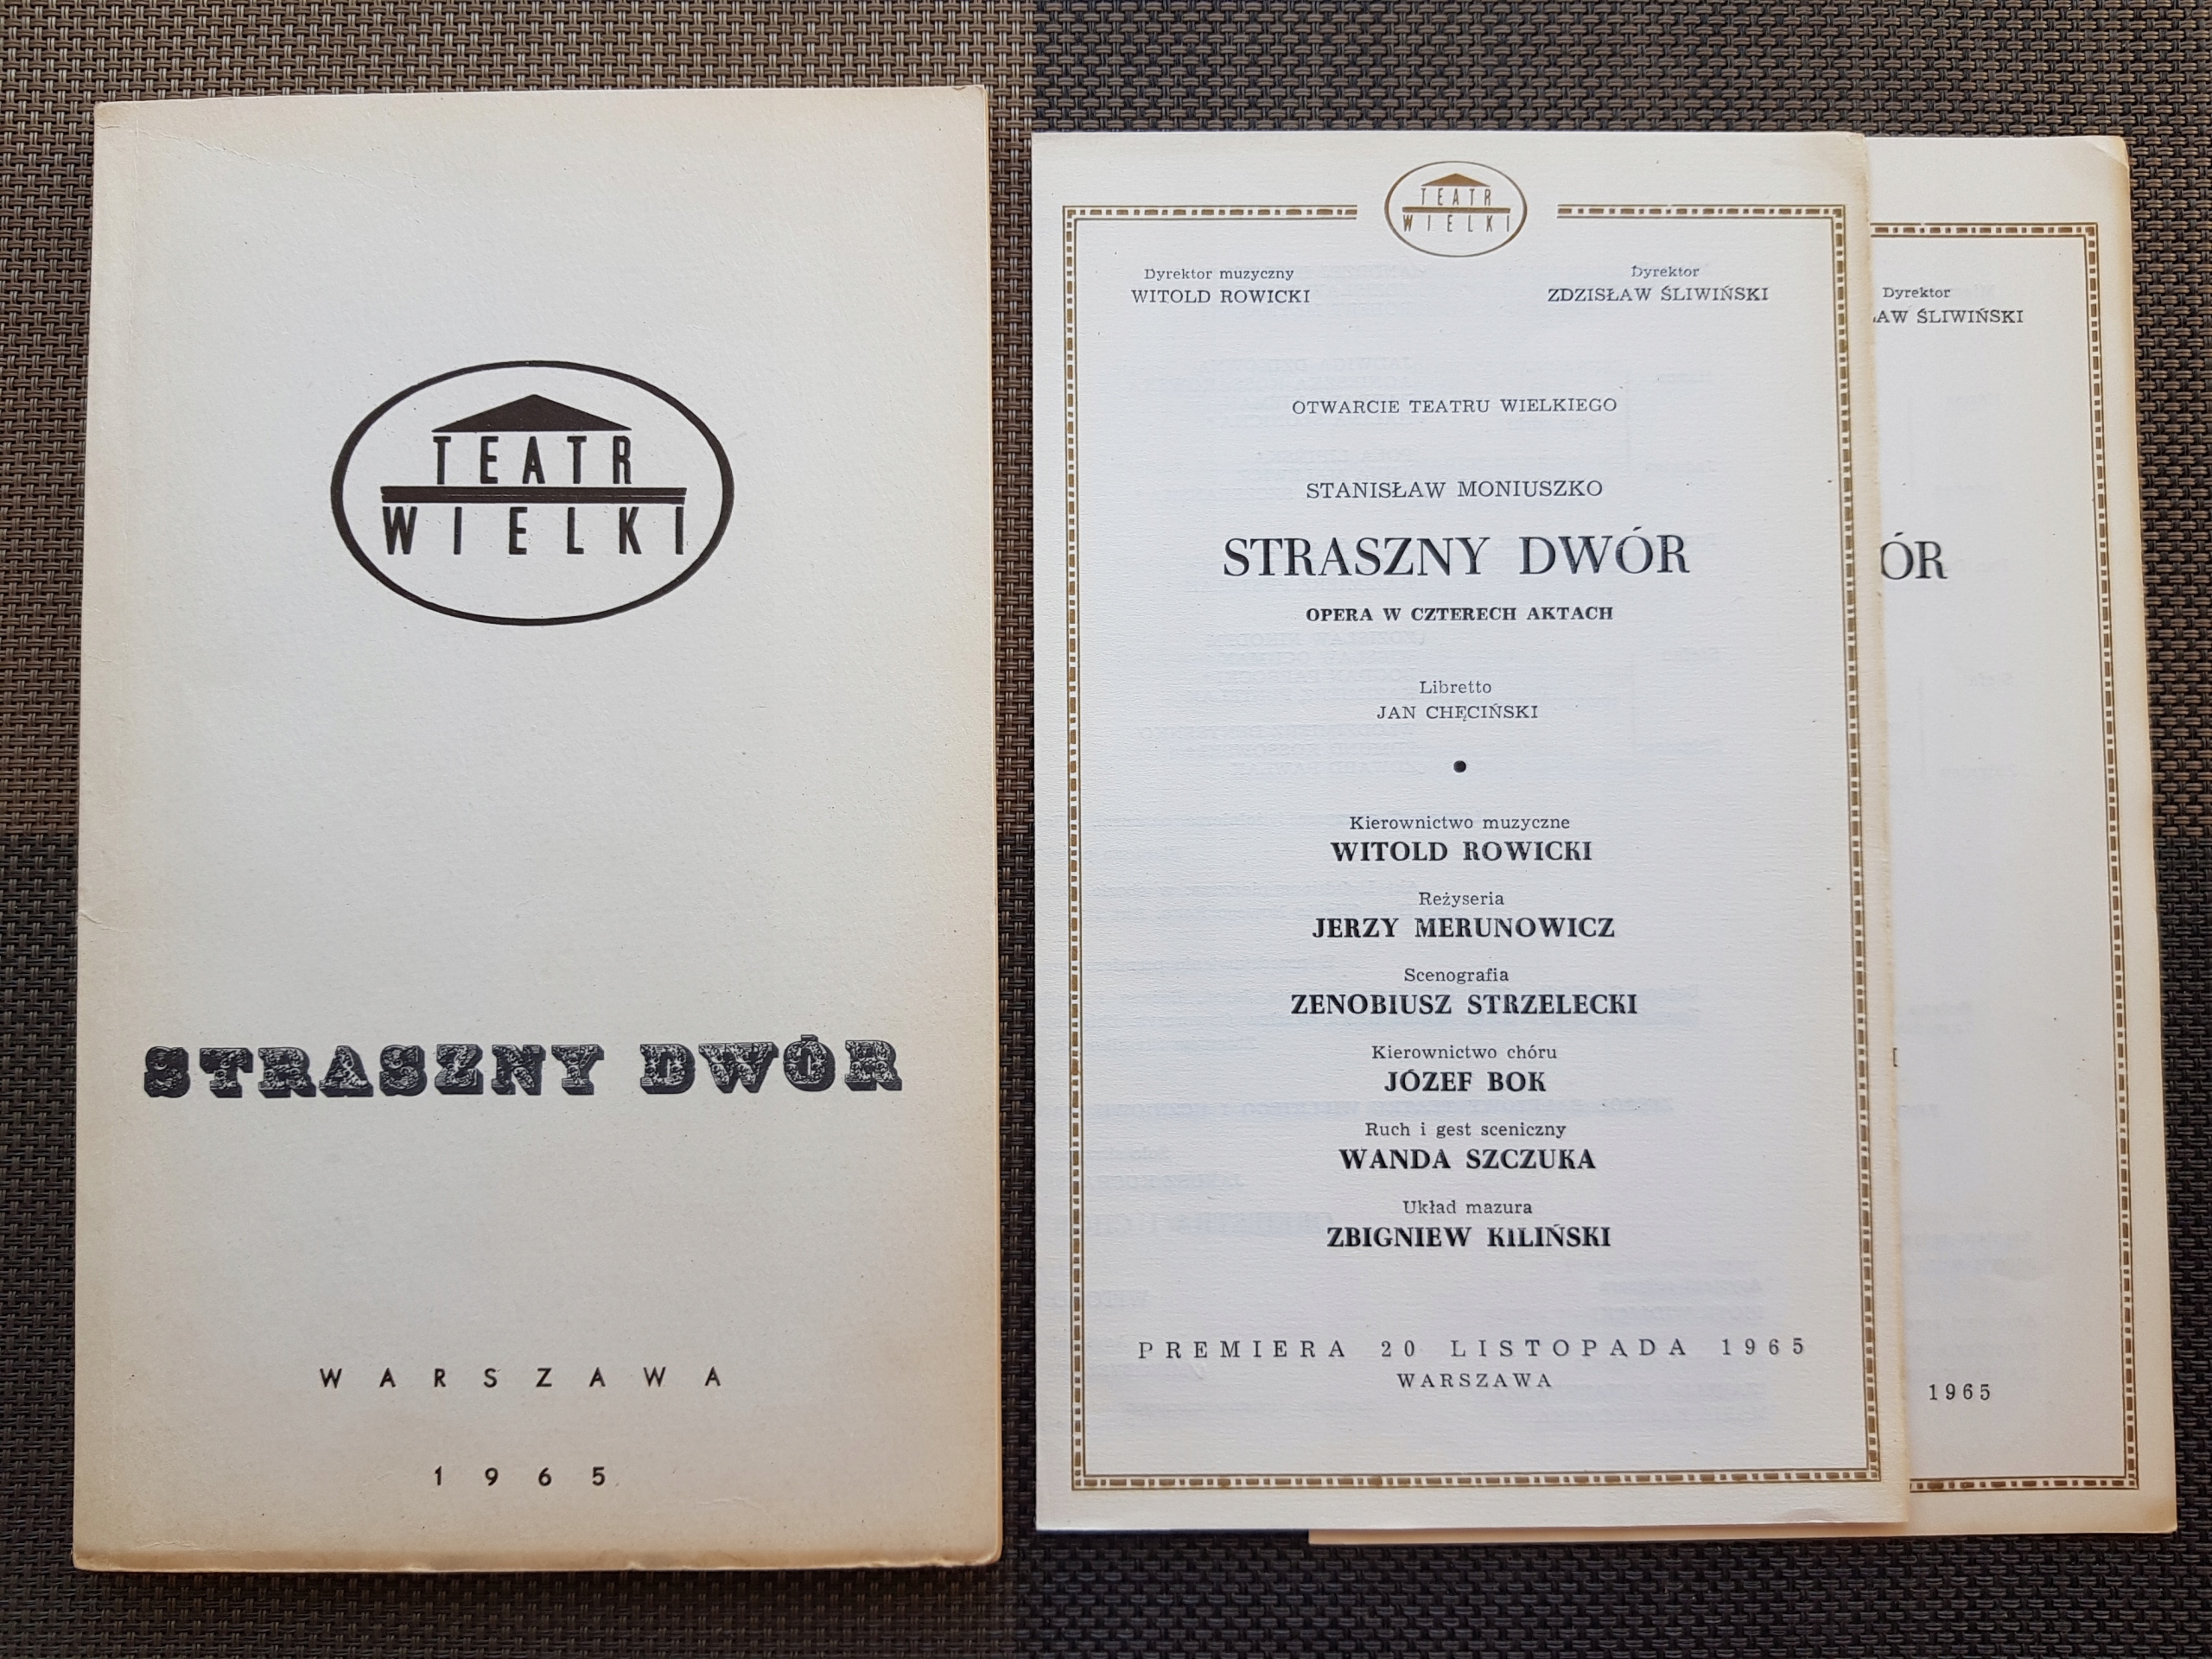 TEATR
WIELKI
STRASZNY DWÓR
WARSZAWA
1965
TEATR
WIELKI
Dyrektor muzyczny
WITOLD ROWICKI
Dyrektor
ZDZISŁAW ŚLIWIŃSKI
OTWARCIE TEATRU WIELKIEGO
STANISŁAW MONIUSZKO
STRASZNY DWÓR
OPERA W CZTERECH AKTACH
Libretto
JAN CHĘCIŃSKI
Kierownictwo muzyczne
WITOLD ROWICKI
Reżyseria
JERZY MERUNOWICZ
Scenografia
ZENOBIUSZ STRZELECKI
Kierownictwo chóru
JÓZEF BOK
Ruch i gest sceniczny
WANDA SZCZUKA
Układ mazura
ZBIGNIEW KILIŃSKI
PREMIERA 20 LISTOPADA 1965
WARSZAWA
Dyrektor
ŁAW ŚLIWIŃSKI
ÓR
I
1965